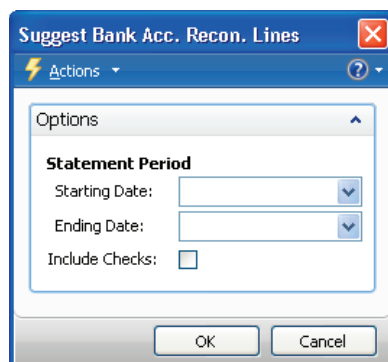 Suggest Bank Acc. Recon. Lines
Actions
Options
Statement Period
Starting Date:
Ending Date:
Include Checks:
OK Cancel